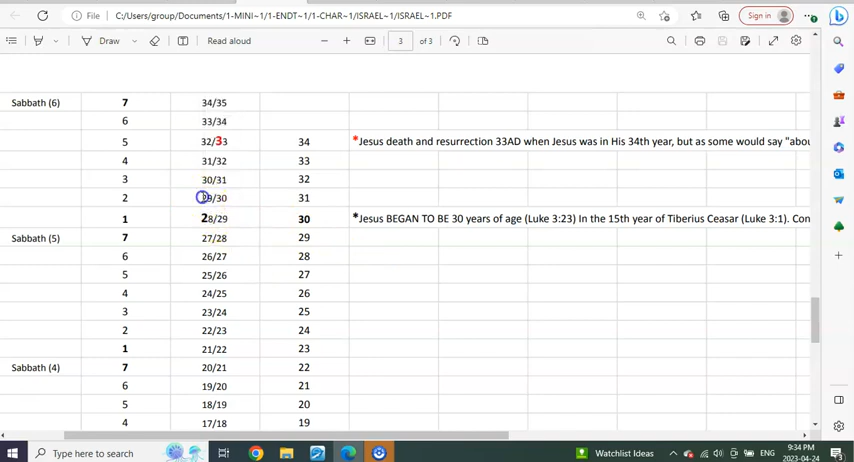 File
C:/Users/group/Documents/1-MINI~1/1-ENDT~1/1-CHAR~1/ISRAEL~1/ISRAEL~1.PDF
Sign in
Draw
Read aloud
3 of 3
Sabbath (6) 7 34/35
6 33/34
5 32/33 34 *Jesus death and resurrection 33AD when Jesus was in His 34th year, but as some would say "abou
4 31/32 33
3 30/31 32
2 29/30 31
1 28/29 30 *Jesus BEGAN TO BE 30 years of age (Luke 3:23) In the 15th year of Tiberius Ceasar (Luke 3:1). Con
Sabbath (5) 7 27/28 29
6 26/27 28
5 25/26 27
4 24/25 26
3 23/24 25
2 22/23 24
1 21/22 23
Sabbath (4) 7 20/21 22
6 19/20 21
5 18/19 20
4 17/18 19
Type here to search
Watchlist Ideas
9:34 PM
2023-04-24
3